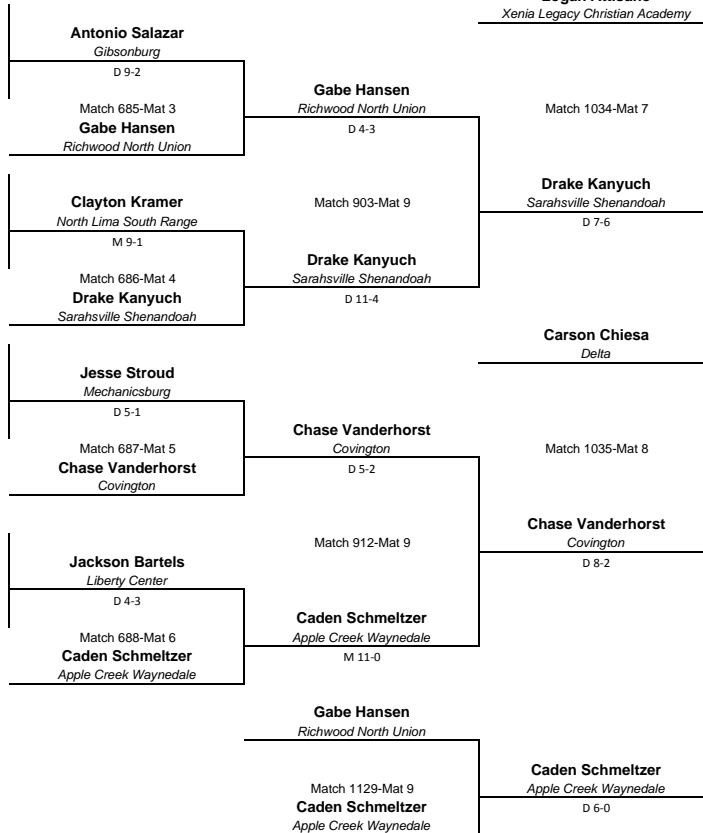 Xenia Legacy Christian Academy
Antonio Salazar
Gibsonburg
D 9-2
Match 685-Mat 3
Gabe Hansen
Richwood North Union
Clayton Kramer
North Lima South Range
M 9-1
Match 686-Mat 4
Drake Kanyuch
Sarahsville Shenandoah
Jesse Stroud
Mechanicsburg
D 5-1
Match 687-Mat 5
Chase Vanderhorst
Covington
Jackson Bartels
Liberty Center
D 4-3
Match 688-Mat 6
Caden Schmeltzer
Apple Creek Waynedale
Gabe Hansen
Richwood North Union
D 4-3
Match 903-Mat 9
Drake Kanyuch
Sarahsville Shenandoah
D 11-4
Chase Vanderhorst
Covington
D 5-2
Match 912-Mat 9
Caden Schmeltzer
Apple Creek Waynedale
M 11-0
Match 1034-Mat 7
Drake Kanyuch
Sarahsville Shenandoah
D 7-6
Carson Chiesa
Delta
Match 1035-Mat 8
Chase Vanderhorst
Covington
D 8-2
Gabe Hansen
Richwood North Union
Match 1129-Mat 9
Caden Schmeltzer
Apple Creek Waynedale
Caden Schmeltzer
Apple Creek Waynedale
D 6-0